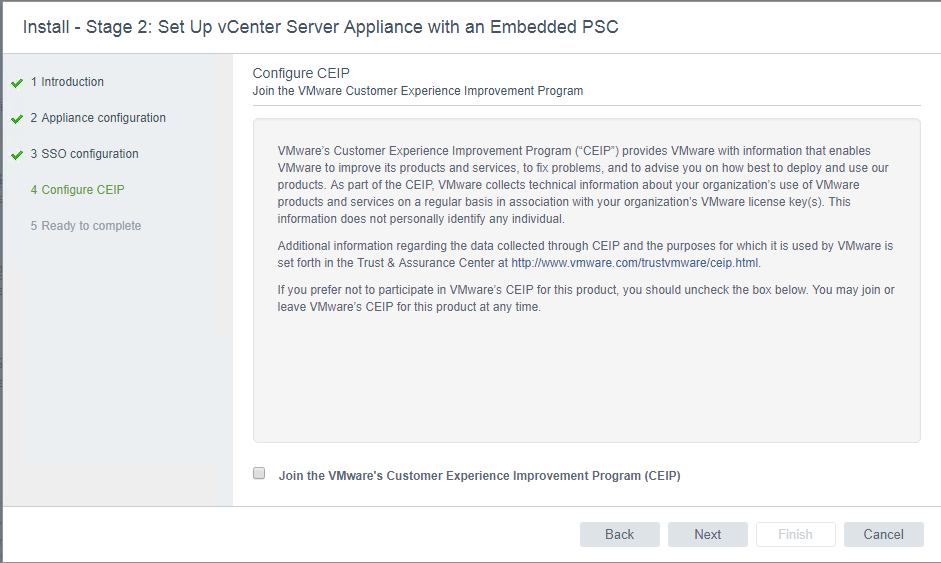 Install - Stage 2: Set Up vCenter Server Appliance with an Embedded PSC
1 Introduction
2 Appliance configuration
3 SSO configuration
4 Configure CEIP
5 Ready to complete
Configure CEIP
Join the VMware Customer Experience Improvement Program
VMware's Customer Experience Improvement Program (“CEIP”) provides VMware with information that enables
VMware to improve its products and services, to fix problems, and to advise you on how best to deploy and use our
products. As part of the CEIP, VMware collects technical information about your organization's use of VMware
products and services on a regular basis in association with your organization's VMware license key(s). This
information does not personally identify any individual.
Additional information regarding the data collected through CEIP and the purposes for which it is used by VMware is
set forth in the Trust & Assurance Center at http://www.vmware.com/trustvmware/ceip.html.
If you prefer not to participate in VMware's CEIP for this product, you should uncheck the box below. You may join or
leave VMware's CEIP for this product at any time.
Join the VMware's Customer Experience Improvement Program (CEIP)
Back
Next
Finish
Cancel